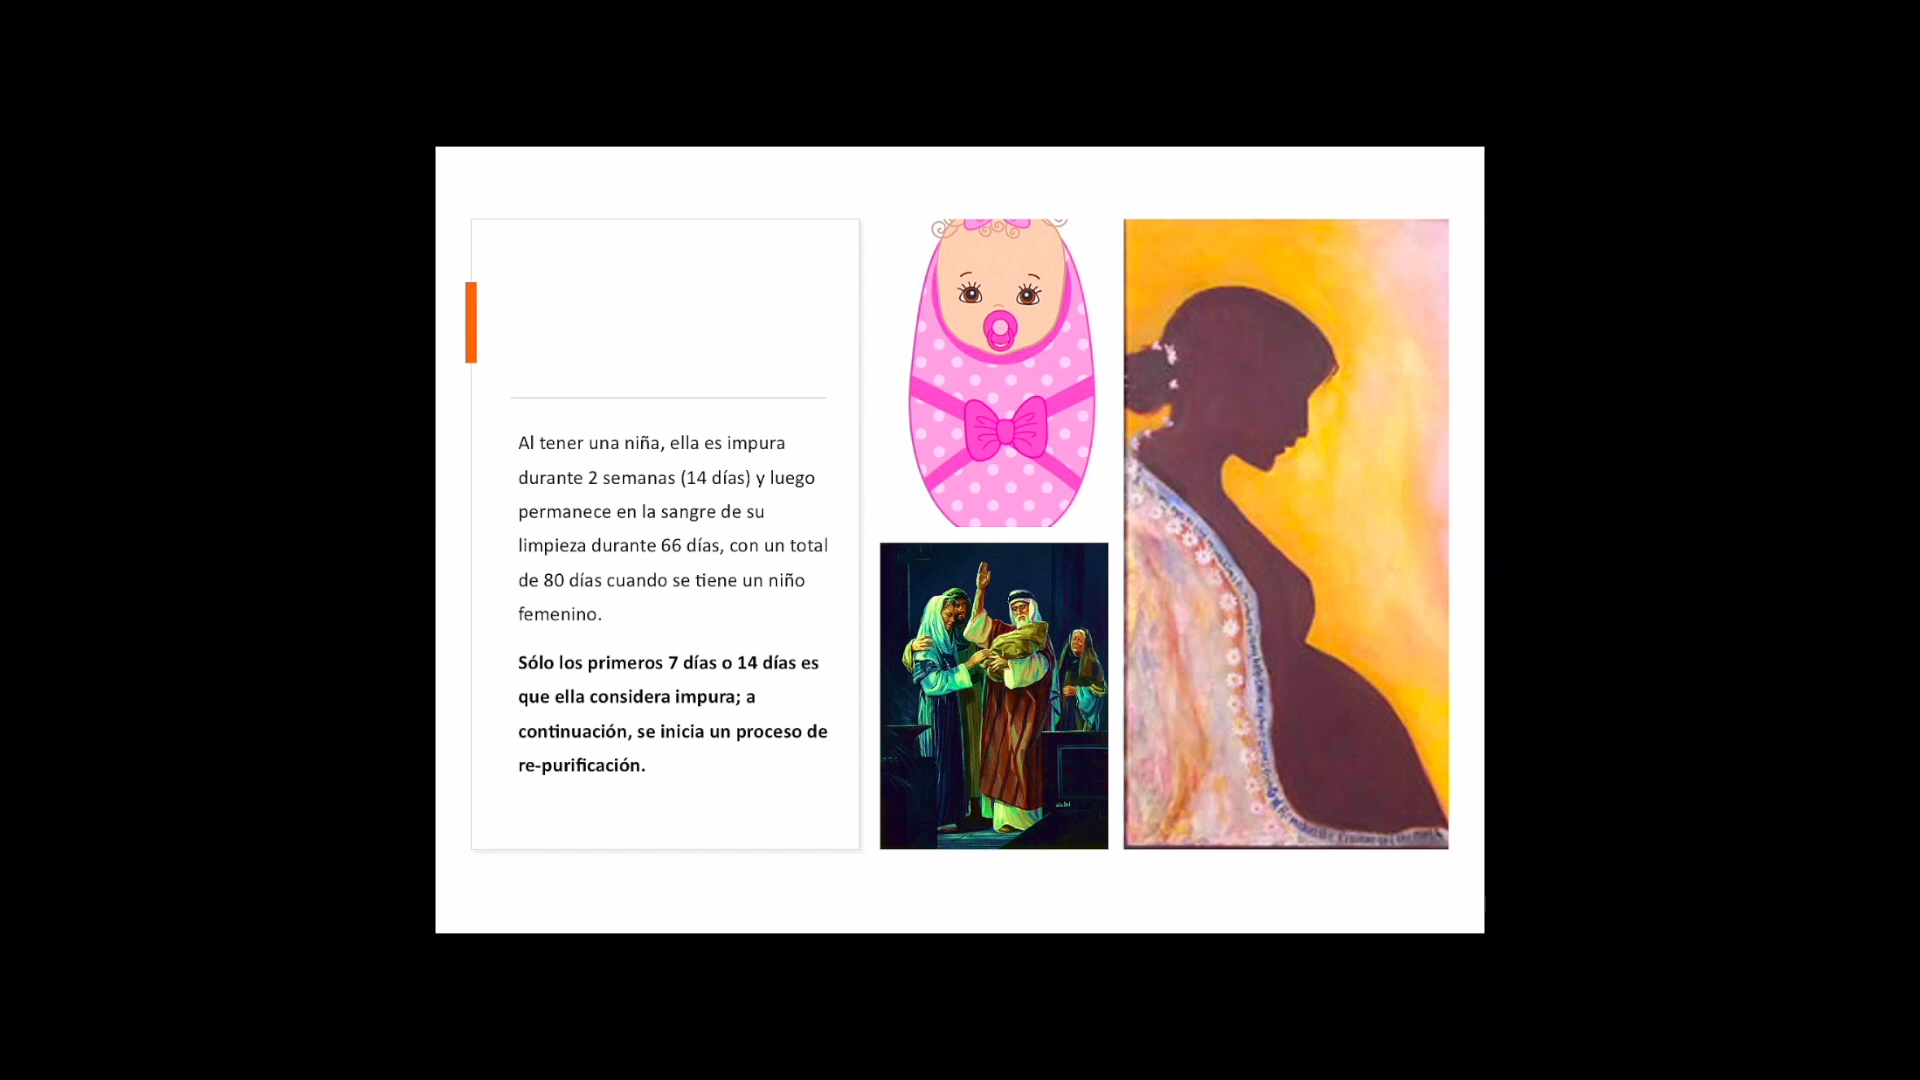 Al tener una niña, ella es impura
durante 2 semanas (14 días) y luego
permanece en la sangre de su
limpieza durante 66 días, con un total
de 80 días cuando se tiene un niño
femenino.
Sólo los primeros 7 días o 14 días es
que ella considera impura; a
continuación, se inicia un proceso de
re-purificación.